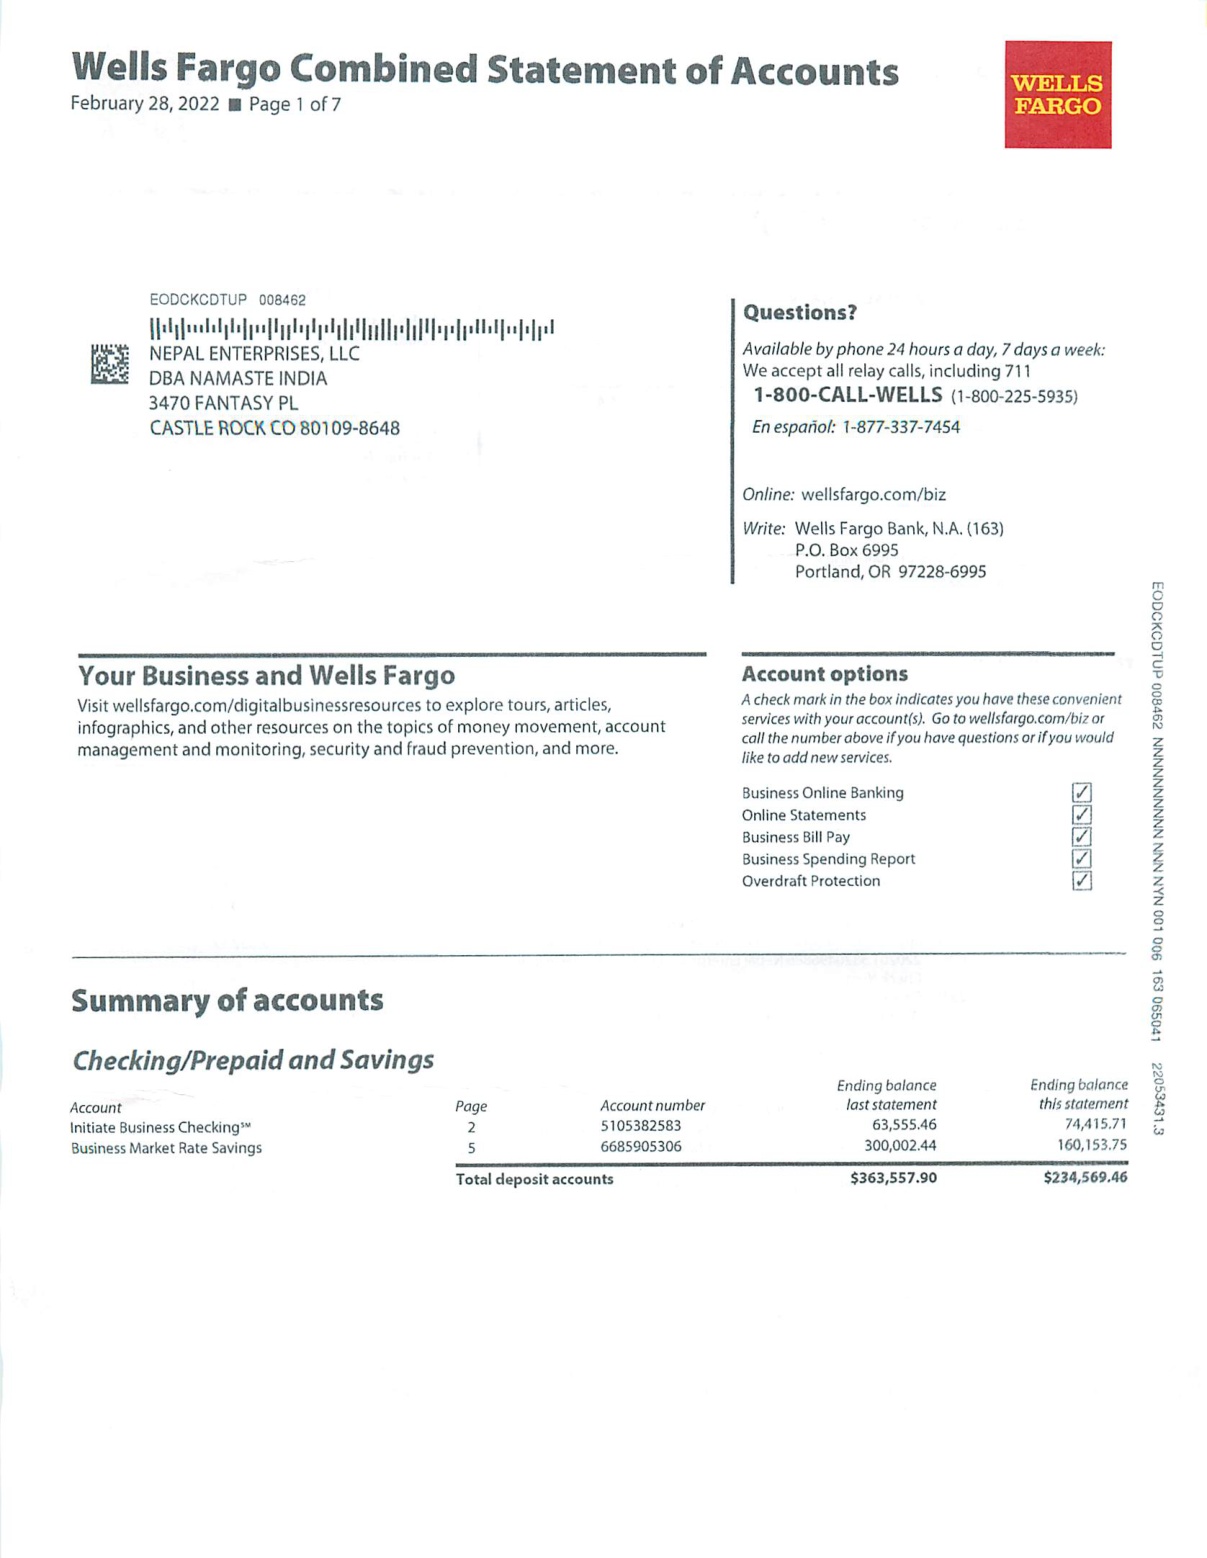 Wells Fargo Combined Statement of Accounts
February 28, 2022 ■ Page 1 of 7
WELLS
FARGO
EODCKCDTUP 008462
NEPAL ENTERPRISES, LLC
DBA NAMASTE INDIA
3470 FANTASY PL
CASTLE ROCK CO 80109-8648
Questions?
Available by phone 24 hours a day, 7 days a week:
We accept all relay calls, including 711
1-800-CALL-WELLS (1-800-225-5935)
En español: 1-877-337-7454
Online: wellsfargo.com/biz
Write: Wells Fargo Bank, N.A. (163)
P.O. Box 6995
Portland, OR 97228-6995
Your Business and Wells Fargo
Visit wellsfargo.com/digitalbusinessresources to explore tours, articles,
infographics, and other resources on the topics of money movement, account
management and monitoring, security and fraud prevention, and more.
Account options
A check mark in the box indicates you have these convenient
services with your account(s). Go to wellsfargo.com/biz or
call the number above if you have questions or if you would
like to add new services.
Business Online Banking ✓
Online Statements ✓
Business Bill Pay ✓
Business Spending Report ✓
Overdraft Protection ✓
EODCKCDTUP 008462 NNNNNNNNNN NNN NYN 001 006 163 065041 22053431.3
Summary of accounts
Checking/Prepaid and Savings
Account Page Account number Ending balance last statement Ending balance this statement
Initiate Business Checking℠ 2 5105382583 63,555.46 74,415.71
Business Market Rate Savings 5 6685905306 300,002.44 160,153.75
Total deposit accounts $363,557.90 $234,569.46